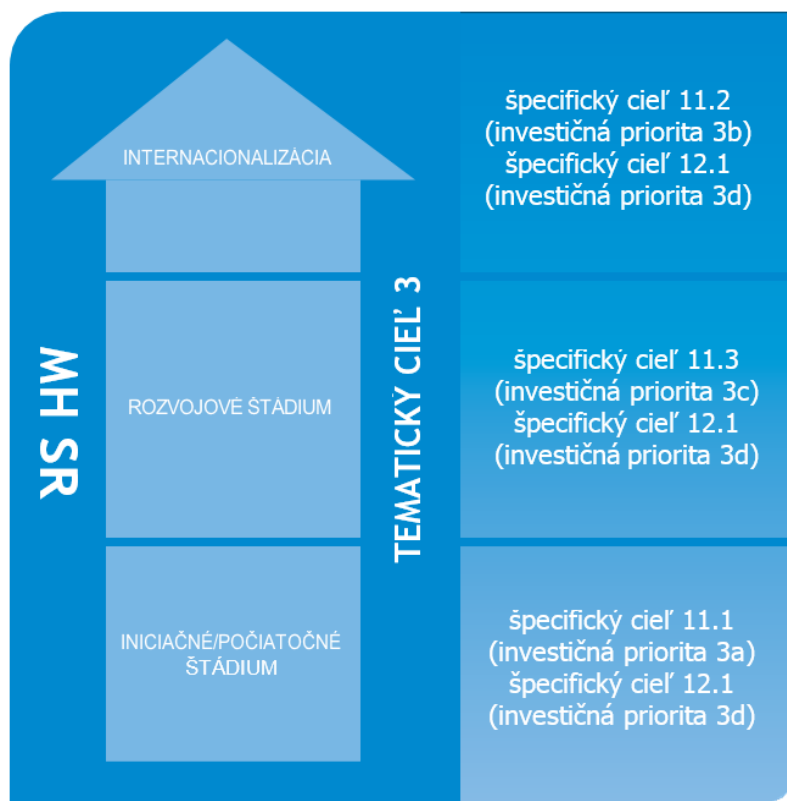 MH SR
INTERNACIONALIZÁCIA
ROZVOJOVÉ ŠTÁDIUM
INICIAČNÉ/POČIATOČNÉ
ŠTÁDIUM
TEMATICKÝ CIEĽ 3
špecifický cieľ 11.2
(investičná priorita 3b)
špecifický cieľ 12.1
(investičná priorita 3d)
špecifický cieľ 11.3
(investičná priorita 3c)
špecifický cieľ 12.1
(investičná priorita 3d)
špecifický cieľ 11.1
(investičná priorita 3a)
špecifický cieľ 12.1
(investičná priorita 3d)